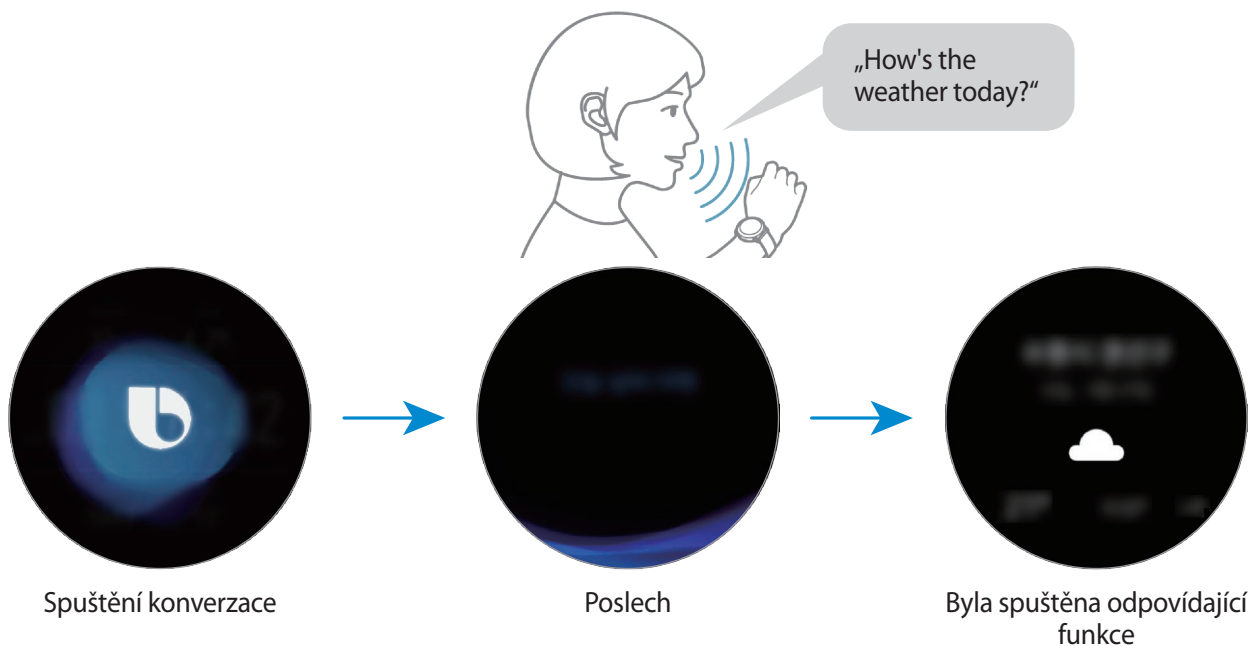 „How's the
weather today?“
Spuštění konverzace
Poslech
Byla spuštěna odpovídající
funkce